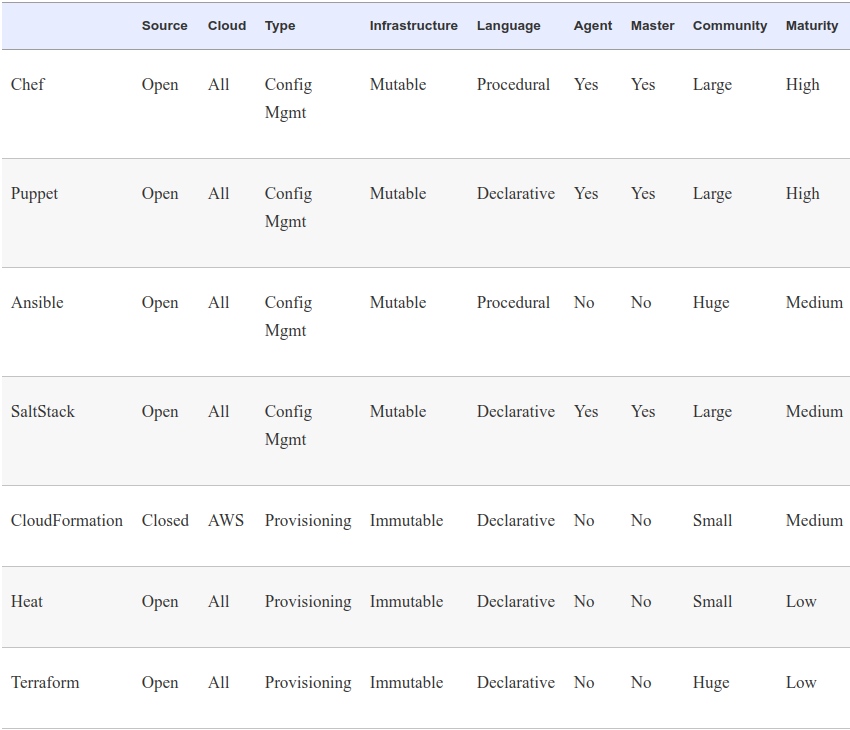 Source Cloud Type Infrastructure Language Agent Master Community Maturity
Chef Open All Config Mutable Procedural Yes Yes Large High
Mgmt
Puppet Open All Config Mutable Declarative Yes Yes Large High
Mgmt
Ansible Open All Config Mutable Procedural No No Huge Medium
Mgmt
SaltStack Open All Config Mutable Declarative Yes Yes Large Medium
Mgmt
CloudFormation Closed AWS Provisioning Immutable Declarative No No Small Medium
Heat Open All Provisioning Immutable Declarative No No Small Low
Terraform Open All Provisioning Immutable Declarative No No Huge Low